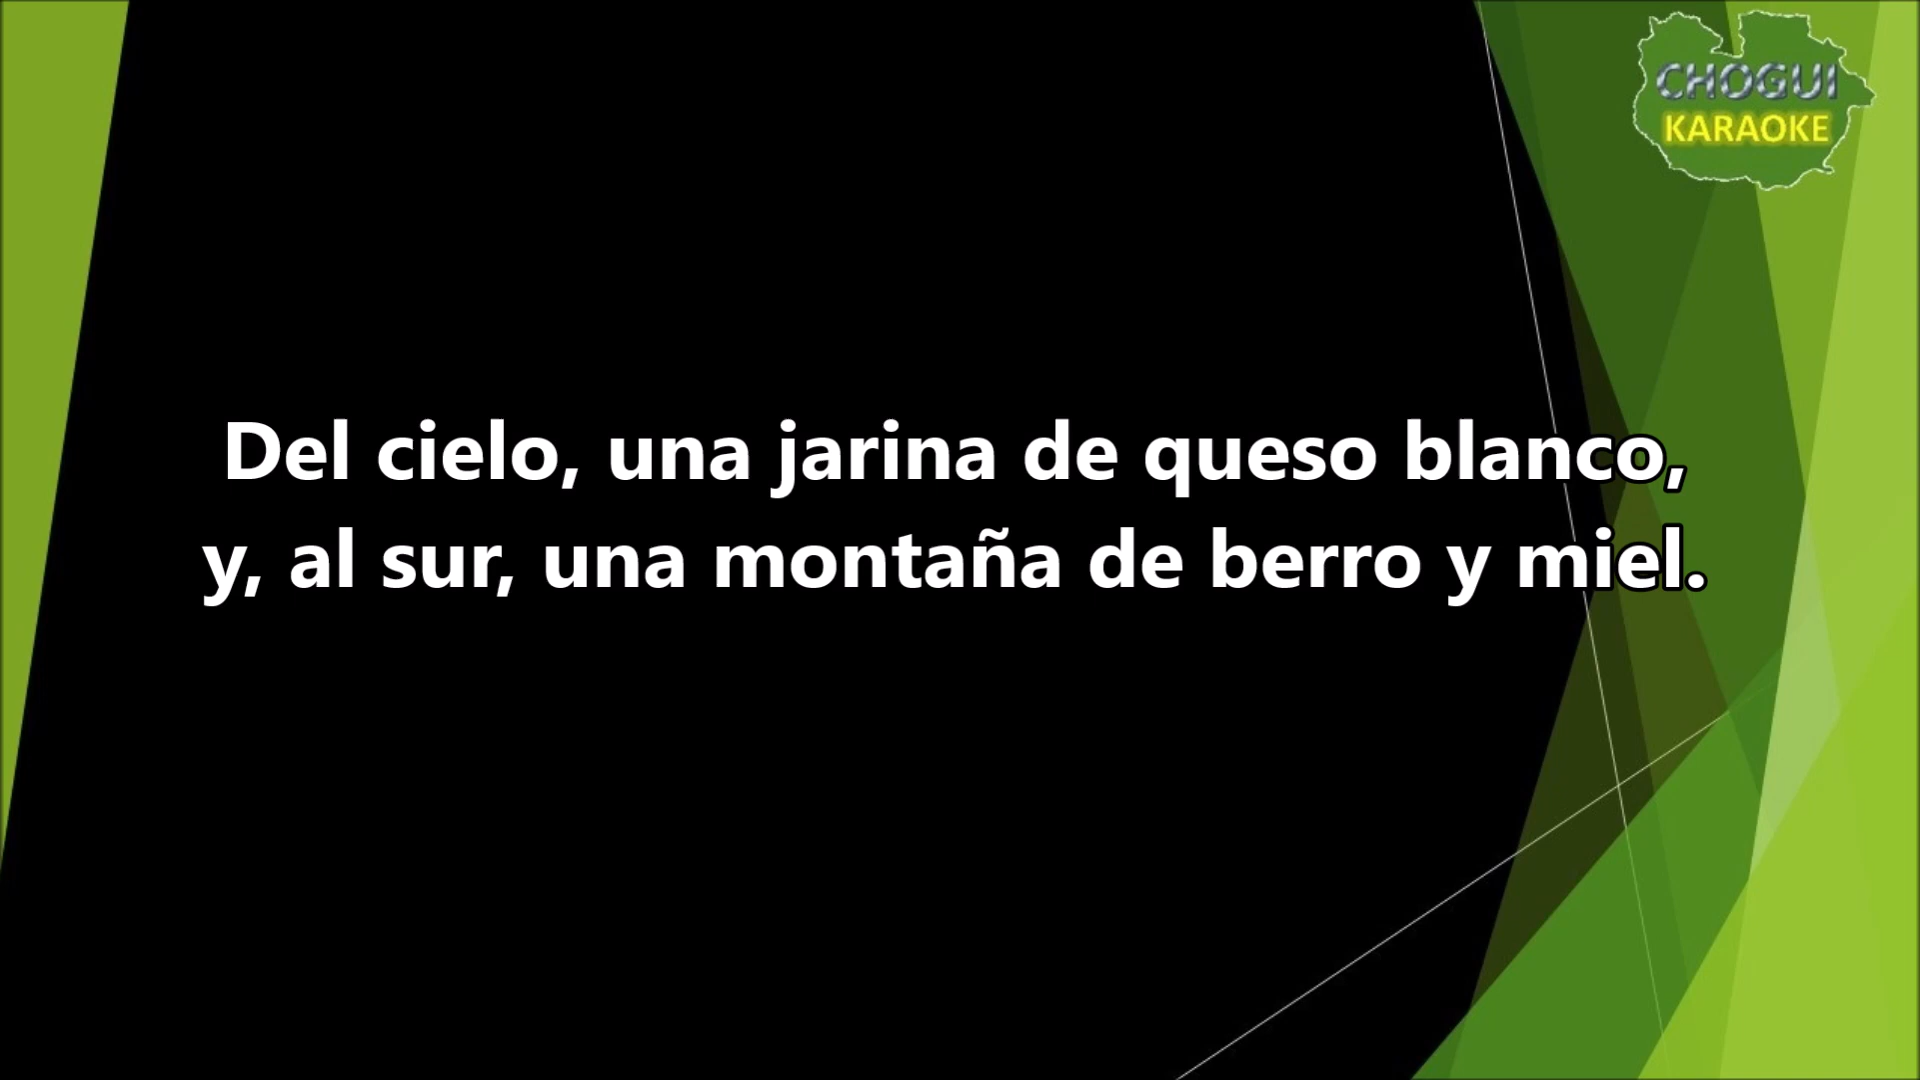 CHOGUI
KARAOKE
Del cielo, una jarina de queso blanco,
y, al sur, una montaña de berro y miel.